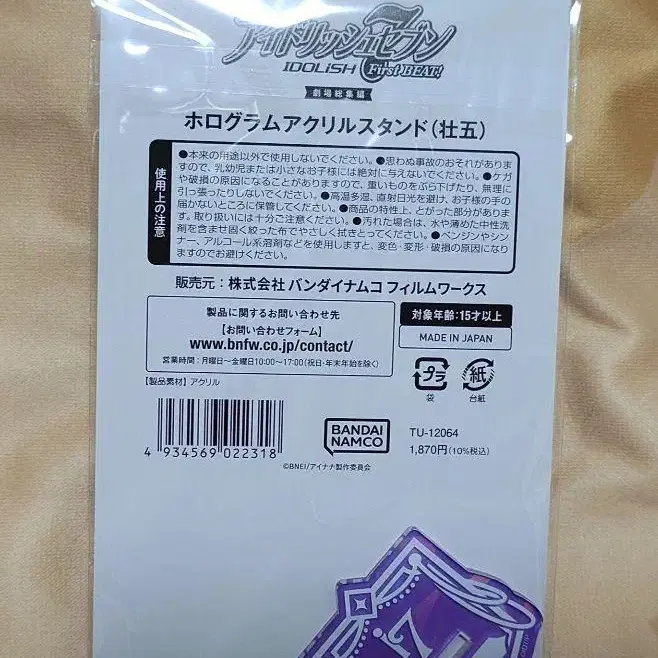 アイドリッシュセブン
IDOLiSH
First BEAT!
劇場総集編
ホログラムアクリルスタンド(壮五)
使用上の注意
●本来の用途以外で使用しないでください。●思わぬ事故のおそれがありま
すので、乳幼児または小さなお子様には絶対に与えないでください。●ケガ
や破損の原因になることがありますので、重いものをぶら下げたり、無理に
引っ張ったりしないでください。●高温多湿、直射日光を避け、お子様の手の
届かないところに保管してください。●商品の特性上、とがった部分がありま
す。取り扱いには十分ご注意ください。●汚れた場合は、水や薄めた中性洗
剤を含ませ固く絞った布でやさしく拭きとってください。●ベンジンやシン
ナー、アルコール系溶剤などを使用しますと、変色・変形・破損の原因になり
ますのでお避けください。
販売元：株式会社 バンダイナムコ フィルムワークス
製品に関するお問い合わせ先
【お問い合わせフォーム】
www.bnfw.co.jp/contact/
営業時間：月曜日～金曜日10:00～17:00(祝日・年末年始を除く)
対象年齢：15才以上
MADE IN JAPAN
【製品素材】アクリル
プラ
袋
紙
台紙
4 934569 022318
BANDAI
NAMCO
TU-12064
1,870円(10%税込)
©BNEI/アイナナ製作委員会